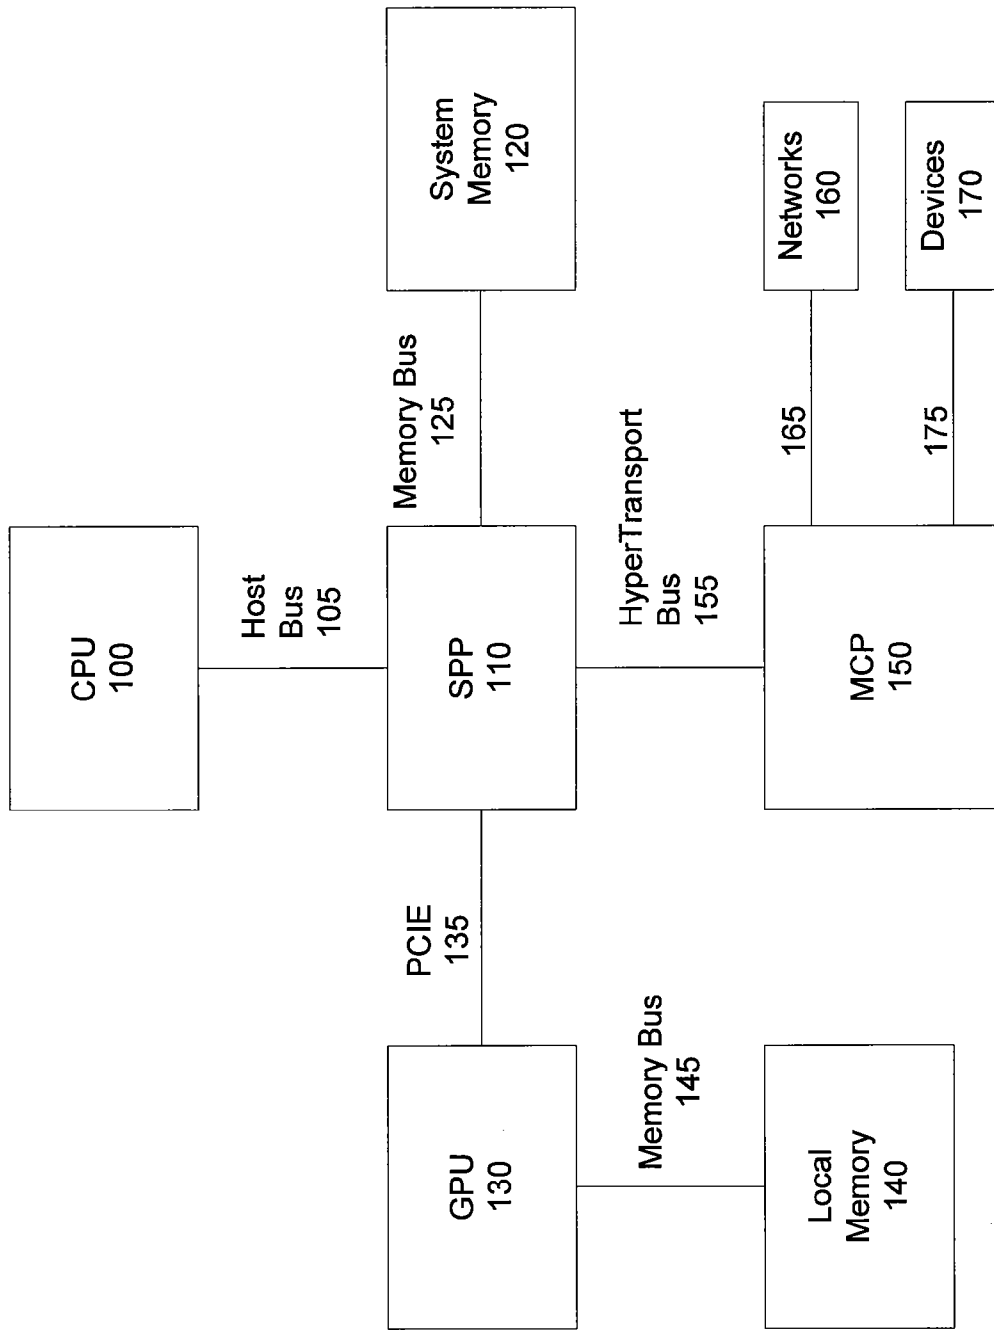 CPU
100
Host
Bus
105
GPU
130
PCIE
135
SPP
110
Memory Bus
125
System
Memory
120
Memory Bus
145
HyperTransport
Bus
155
Local
Memory
140
MCP
150
165
Networks
160
175
Devices
170